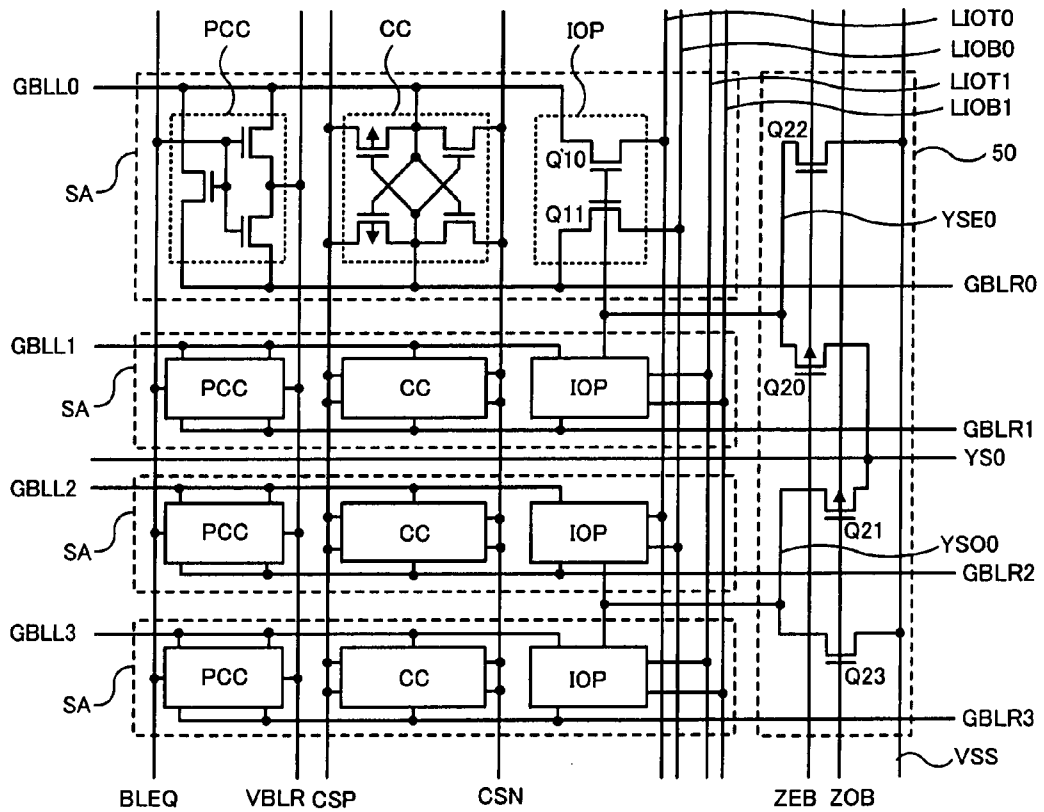 PCC
CC
IOP
LIOT0
LIOB0
LIOT1
LIOB1
GBLL0
Q22
50
Q10
SA
Q11
YSE0
GBLR0
GBLL1
PCC
CC
IOP
Q20
SA
GBLR1
YS0
GBLL2
PCC
CC
IOP
Q21
SA
YSO0
GBLR2
GBLL3
PCC
CC
IOP
Q23
SA
GBLR3
VSS
BLEQ
VBLR
CSP
CSN
ZEB
ZOB